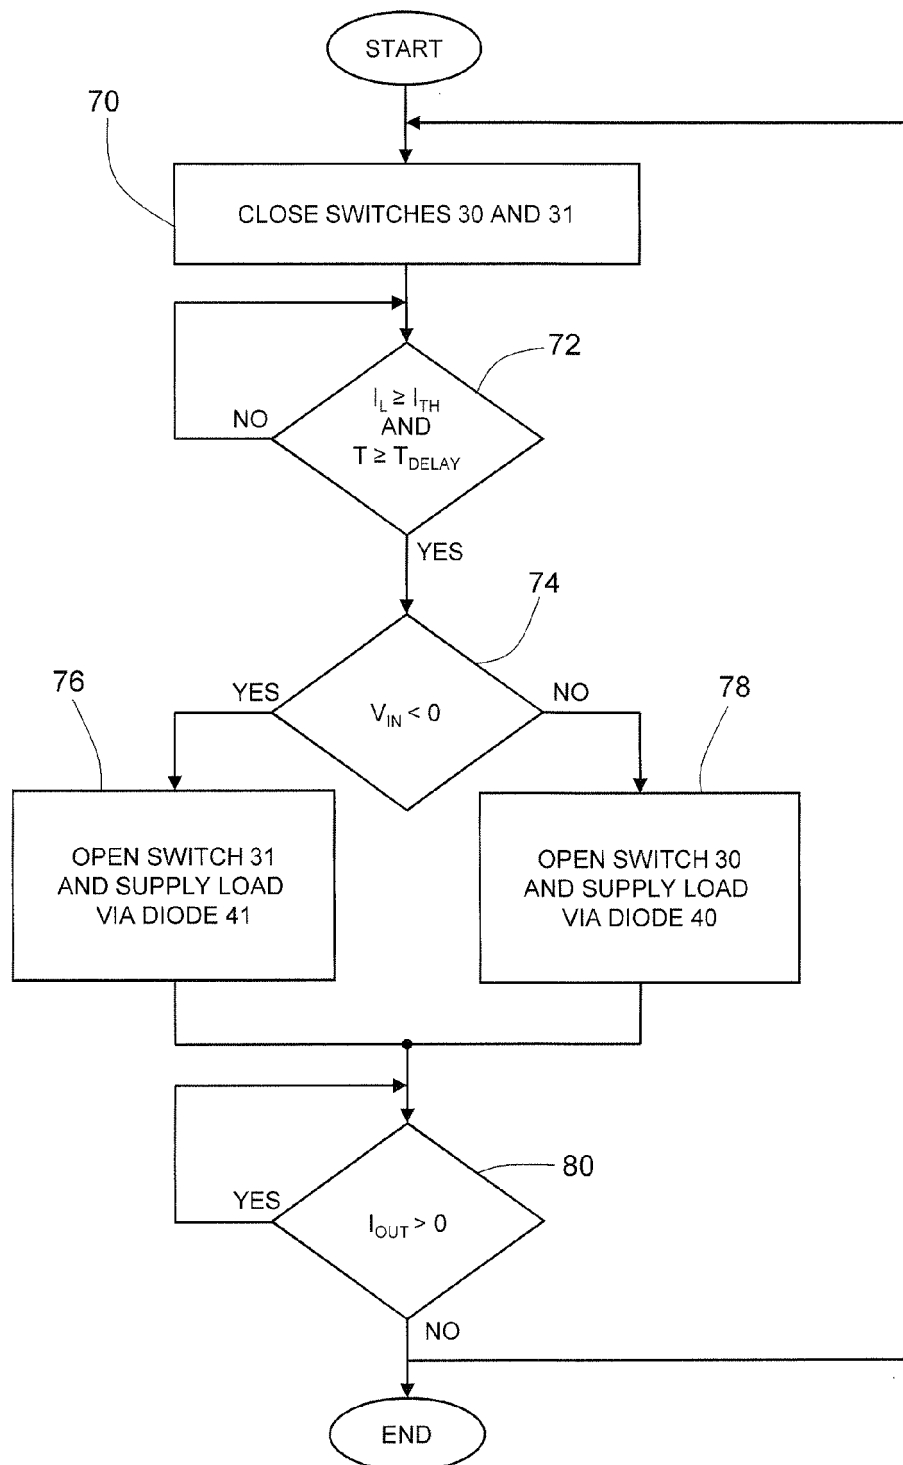 START
70
CLOSE SWITCHES 30 AND 31
72
I_L ≥ I_TH
AND
T ≥ T_DELAY
NO
YES
74
76
YES
V_IN < 0
NO
78
OPEN SWITCH 31
AND SUPPLY LOAD
VIA DIODE 41
OPEN SWITCH 30
AND SUPPLY LOAD
VIA DIODE 40
80
YES
I_OUT > 0
NO
END